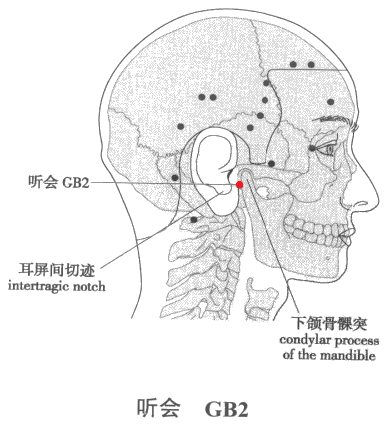 听会 GB2
耳屏间切迹
intertragic notch
下颌骨髁突
condylar process
of the mandible
听会 GB2